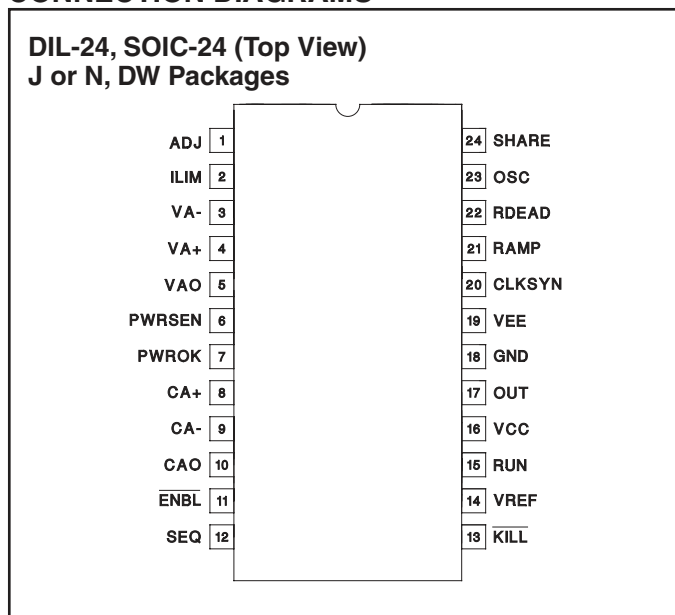 DIL-24, SOIC-24 (Top View)
J or N, DW Packages
ADJ 1
ILIM 2
VA- 3
VA+ 4
VAO 5
PWRSEN 6
PWROK 7
CA+ 8
CA- 9
CAO 10
ENBL 11
SEQ 12
24 SHARE
23 OSC
22 RDEAD
21 RAMP
20 CLKSYN
19 VEE
18 GND
17 OUT
16 VCC
15 RUN
14 VREF
13 KILL